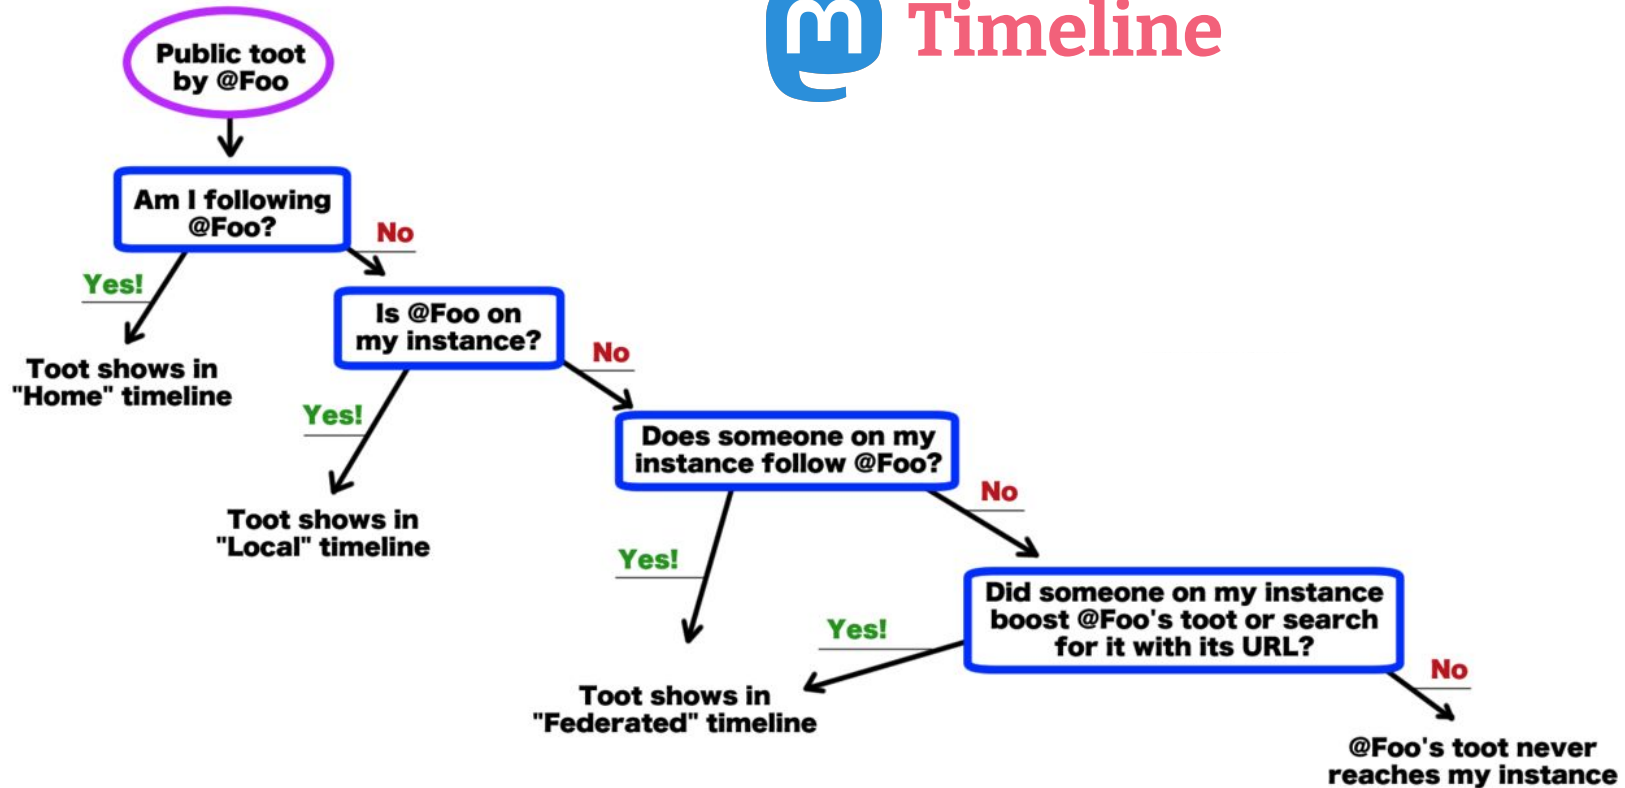 Timeline
Public toot
by @Foo
Am I following
@Foo?
No
Yes!
Toot shows in
"Home" timeline
Is @Foo on
my instance?
No
Yes!
Toot shows in
"Local" timeline
Does someone on my
instance follow @Foo?
No
Yes!
Toot shows in
"Federated" timeline
Did someone on my instance
boost @Foo's toot or search
for it with its URL?
Yes!
No
@Foo's toot never
reaches my instance